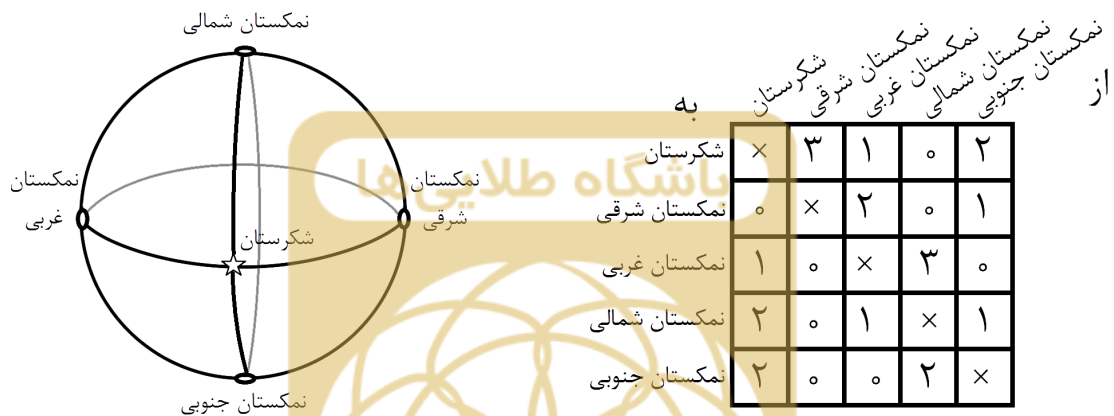 نمکستان شمالی
نمکستان غربی
نمکستان شرقی
شکرستان
نمکستان جنوبی
باشگاه طلایی‌ها
از
به
شکرستان نمکستان شرقی نمکستان غربی نمکستان شمالی نمکستان جنوبی
شکرستان × ۳ ۱ ۰ ۲
نمکستان شرقی ۰ × ۲ ۰ ۱
نمکستان غربی ۱ ۰ × ۳ ۰
نمکستان شمالی ۲ ۰ ۱ × ۱
نمکستان جنوبی ۲ ۰ ۰ ۲ ×